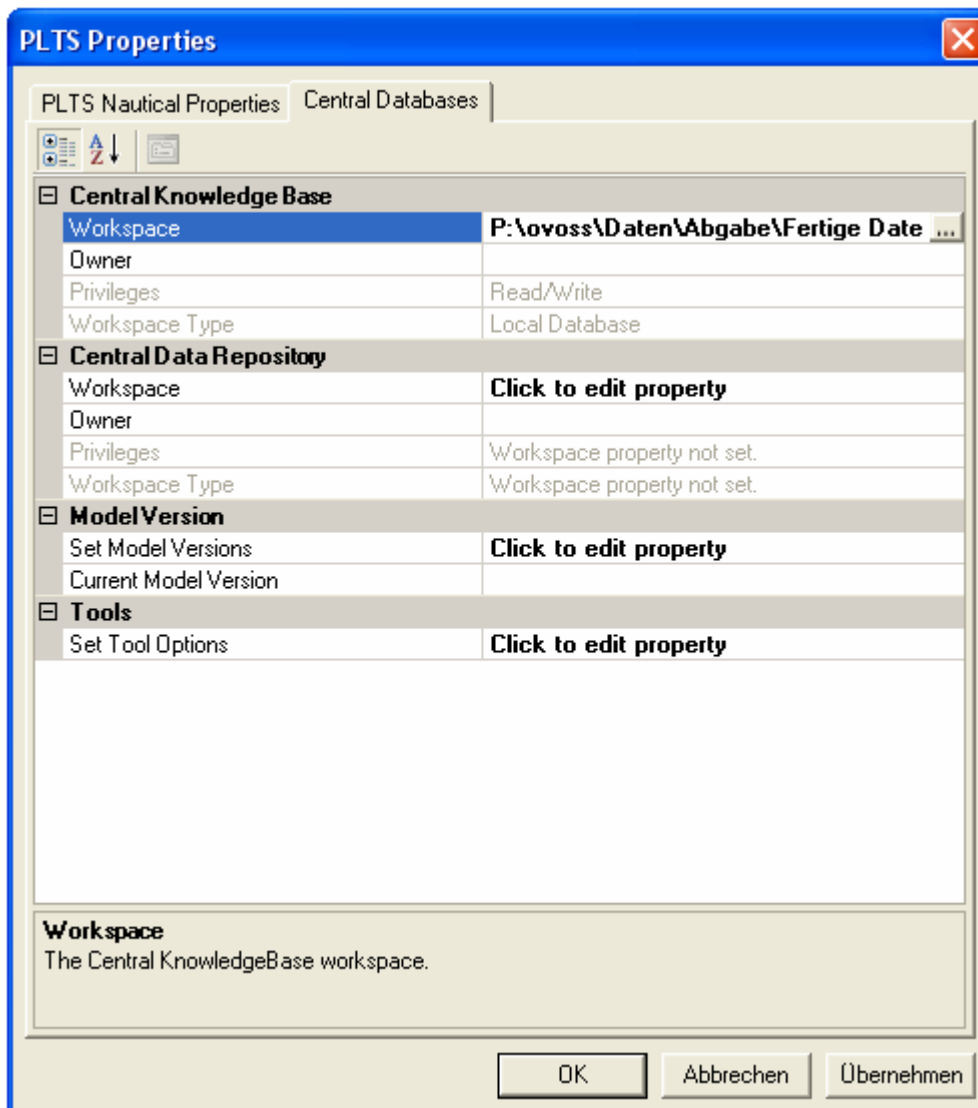 PLTS Properties
PLTS Nautical Properties Central Databases
Central Knowledge Base
Workspace P:\ovoss\Daten\Abgabe\Fertige Date ...
Owner
Privileges Read/Write
Workspace Type Local Database
Central Data Repository
Workspace Click to edit property
Owner
Privileges Workspace property not set.
Workspace Type Workspace property not set.
Model Version
Set Model Versions Click to edit property
Current Model Version
Tools
Set Tool Options Click to edit property
Workspace
The Central KnowledgeBase workspace.
OK Abbrechen Übernehmen